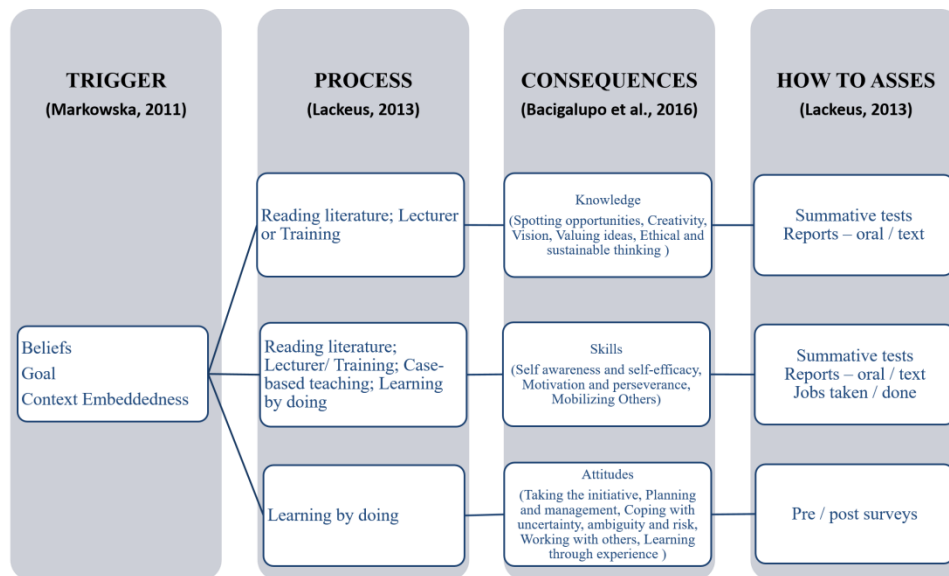 TRIGGER
(Markowska, 2011)
PROCESS
(Lackeus, 2013)
CONSEQUENCES
(Bacigalupo et al., 2016)
HOW TO ASSES
(Lackeus, 2013)
Beliefs
Goal
Context Embeddedness
Reading literature; Lecturer
or Training
Knowledge
(Spotting opportunities, Creativity,
Vision, Valuing ideas, Ethical and
sustainable thinking )
Summative tests
Reports – oral / text
Reading literature;
Lecturer/ Training; Case-
based teaching; Learning
by doing
Skills
(Self awareness and self-efficacy,
Motivation and perseverance,
Mobilizing Others)
Summative tests
Reports – oral / text
Jobs taken / done
Learning by doing
Attitudes
(Taking the initiative, Planning
and management, Coping with
uncertainty, ambiguity and risk,
Working with others, Learning
through experience )
Pre / post surveys